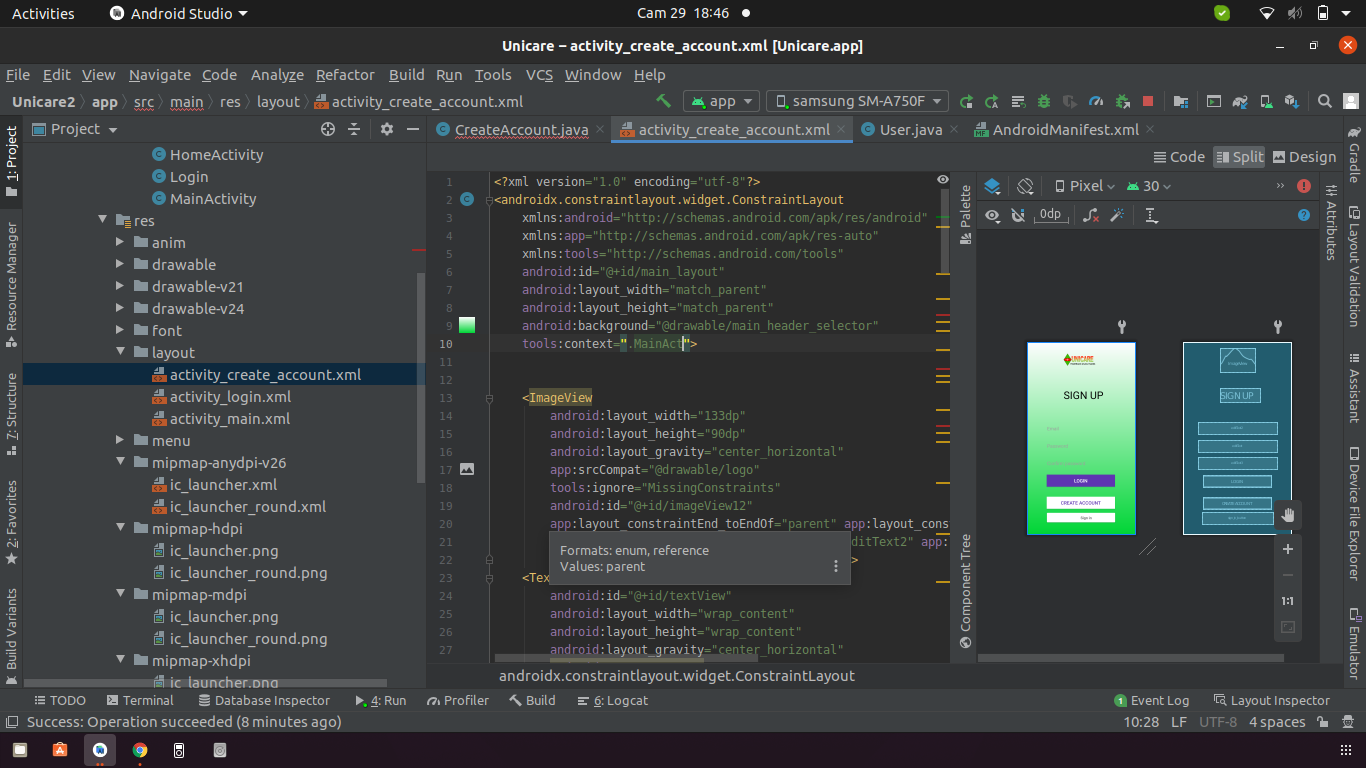 Activities
Android Studio
Cam 29 18:46
Unicare – activity_create_account.xml [Unicare.app]
File Edit View Navigate Code Analyze Refactor Build Run Tools VCS Window Help
Unicare2 app src main res layout activity_create_account.xml
app
samsung SM-A750F
1: Project
Resource Manager
7: Structure
2: Favorites
Build Variants
Project
HomeActivity
Login
MainActivity
res
anim
drawable
drawable-v21
drawable-v24
font
layout
activity_create_account.xml
activity_login.xml
activity_main.xml
menu
mipmap-anydpi-v26
ic_launcher.xml
ic_launcher_round.xml
mipmap-hdpi
ic_launcher.png
ic_launcher_round.png
mipmap-mdpi
ic_launcher.png
ic_launcher_round.png
mipmap-xhdpi
ic_launcher.png
CreateAccount.java
activity_create_account.xml
User.java
AndroidManifest.xml
Code Split Design
1 <?xml version="1.0" encoding="utf-8"?>
2 <androidx.constraintlayout.widget.ConstraintLayout
3 xmlns:android="http://schemas.android.com/apk/res/android"
4 xmlns:app="http://schemas.android.com/apk/res-auto"
5 xmlns:tools="http://schemas.android.com/tools"
6 android:id="@+id/main_layout"
7 android:layout_width="match_parent"
8 android:layout_height="match_parent"
9 android:background="@drawable/main_header_selector"
10 tools:context=".MainAct">
11
12
13 <ImageView
14 android:layout_width="133dp"
15 android:layout_height="90dp"
16 android:layout_gravity="center_horizontal"
17 app:srcCompat="@drawable/logo"
18 tools:ignore="MissingConstraints"
19 android:id="@+id/imageView12"
20 app:layout_constraintEnd_toEndOf="parent" app:layout_cons
21 ditText2" app:
22 >
23 <Tex
24 android:id="@+id/textView"
25 android:layout_width="wrap_content"
26 android:layout_height="wrap_content"
27 android:layout_gravity="center_horizontal"
Formats: enum, reference
Values: parent
androidx.constraintlayout.widget.ConstraintLayout
Palette
Component Tree
Pixel
30
0dp
UNICARE
SIGN UP
LOGIN
CREATE ACCOUNT
Sign in
SIGN UP
LOGIN
1:1
Attributes
Gradle
Layout Validation
Assistant
Device File Explorer
Emulator
TODO Terminal Database Inspector 4: Run Profiler Build 6: Logcat
1 Event Log Layout Inspector
Success: Operation succeeded (8 minutes ago)
10:28 LF UTF-8 4 spaces